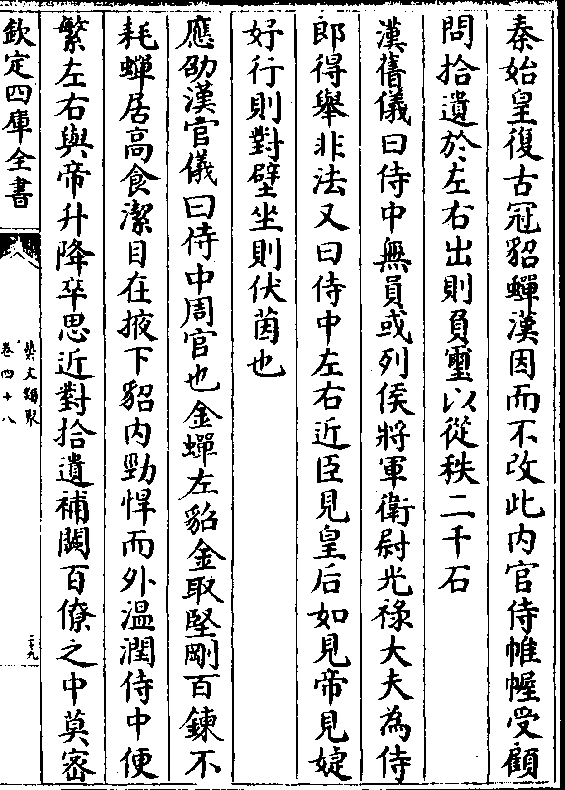 秦始皇復古冠貂蟬漢因而不改此内官侍帷幄受顧
問拾遺於左右出則負璽以從秩二千石
漢舊儀曰侍中無員或列侯將軍衛尉光祿大夫為侍
郎得舉非法又曰侍中左右近臣見皇后如見帝見婕
妤行則對壁坐則伏茵也
應劭漢官儀曰侍中周官也金蟬左貂金取堅剛百鍊不
耗蟬居高食潔目在掖下貂内勁悍而外温潤侍中便
繁左右與帝升降卒思近對拾遺補闕百僚之中莫密
欽定四庫全書
藝文類聚
卷四十八
二十九